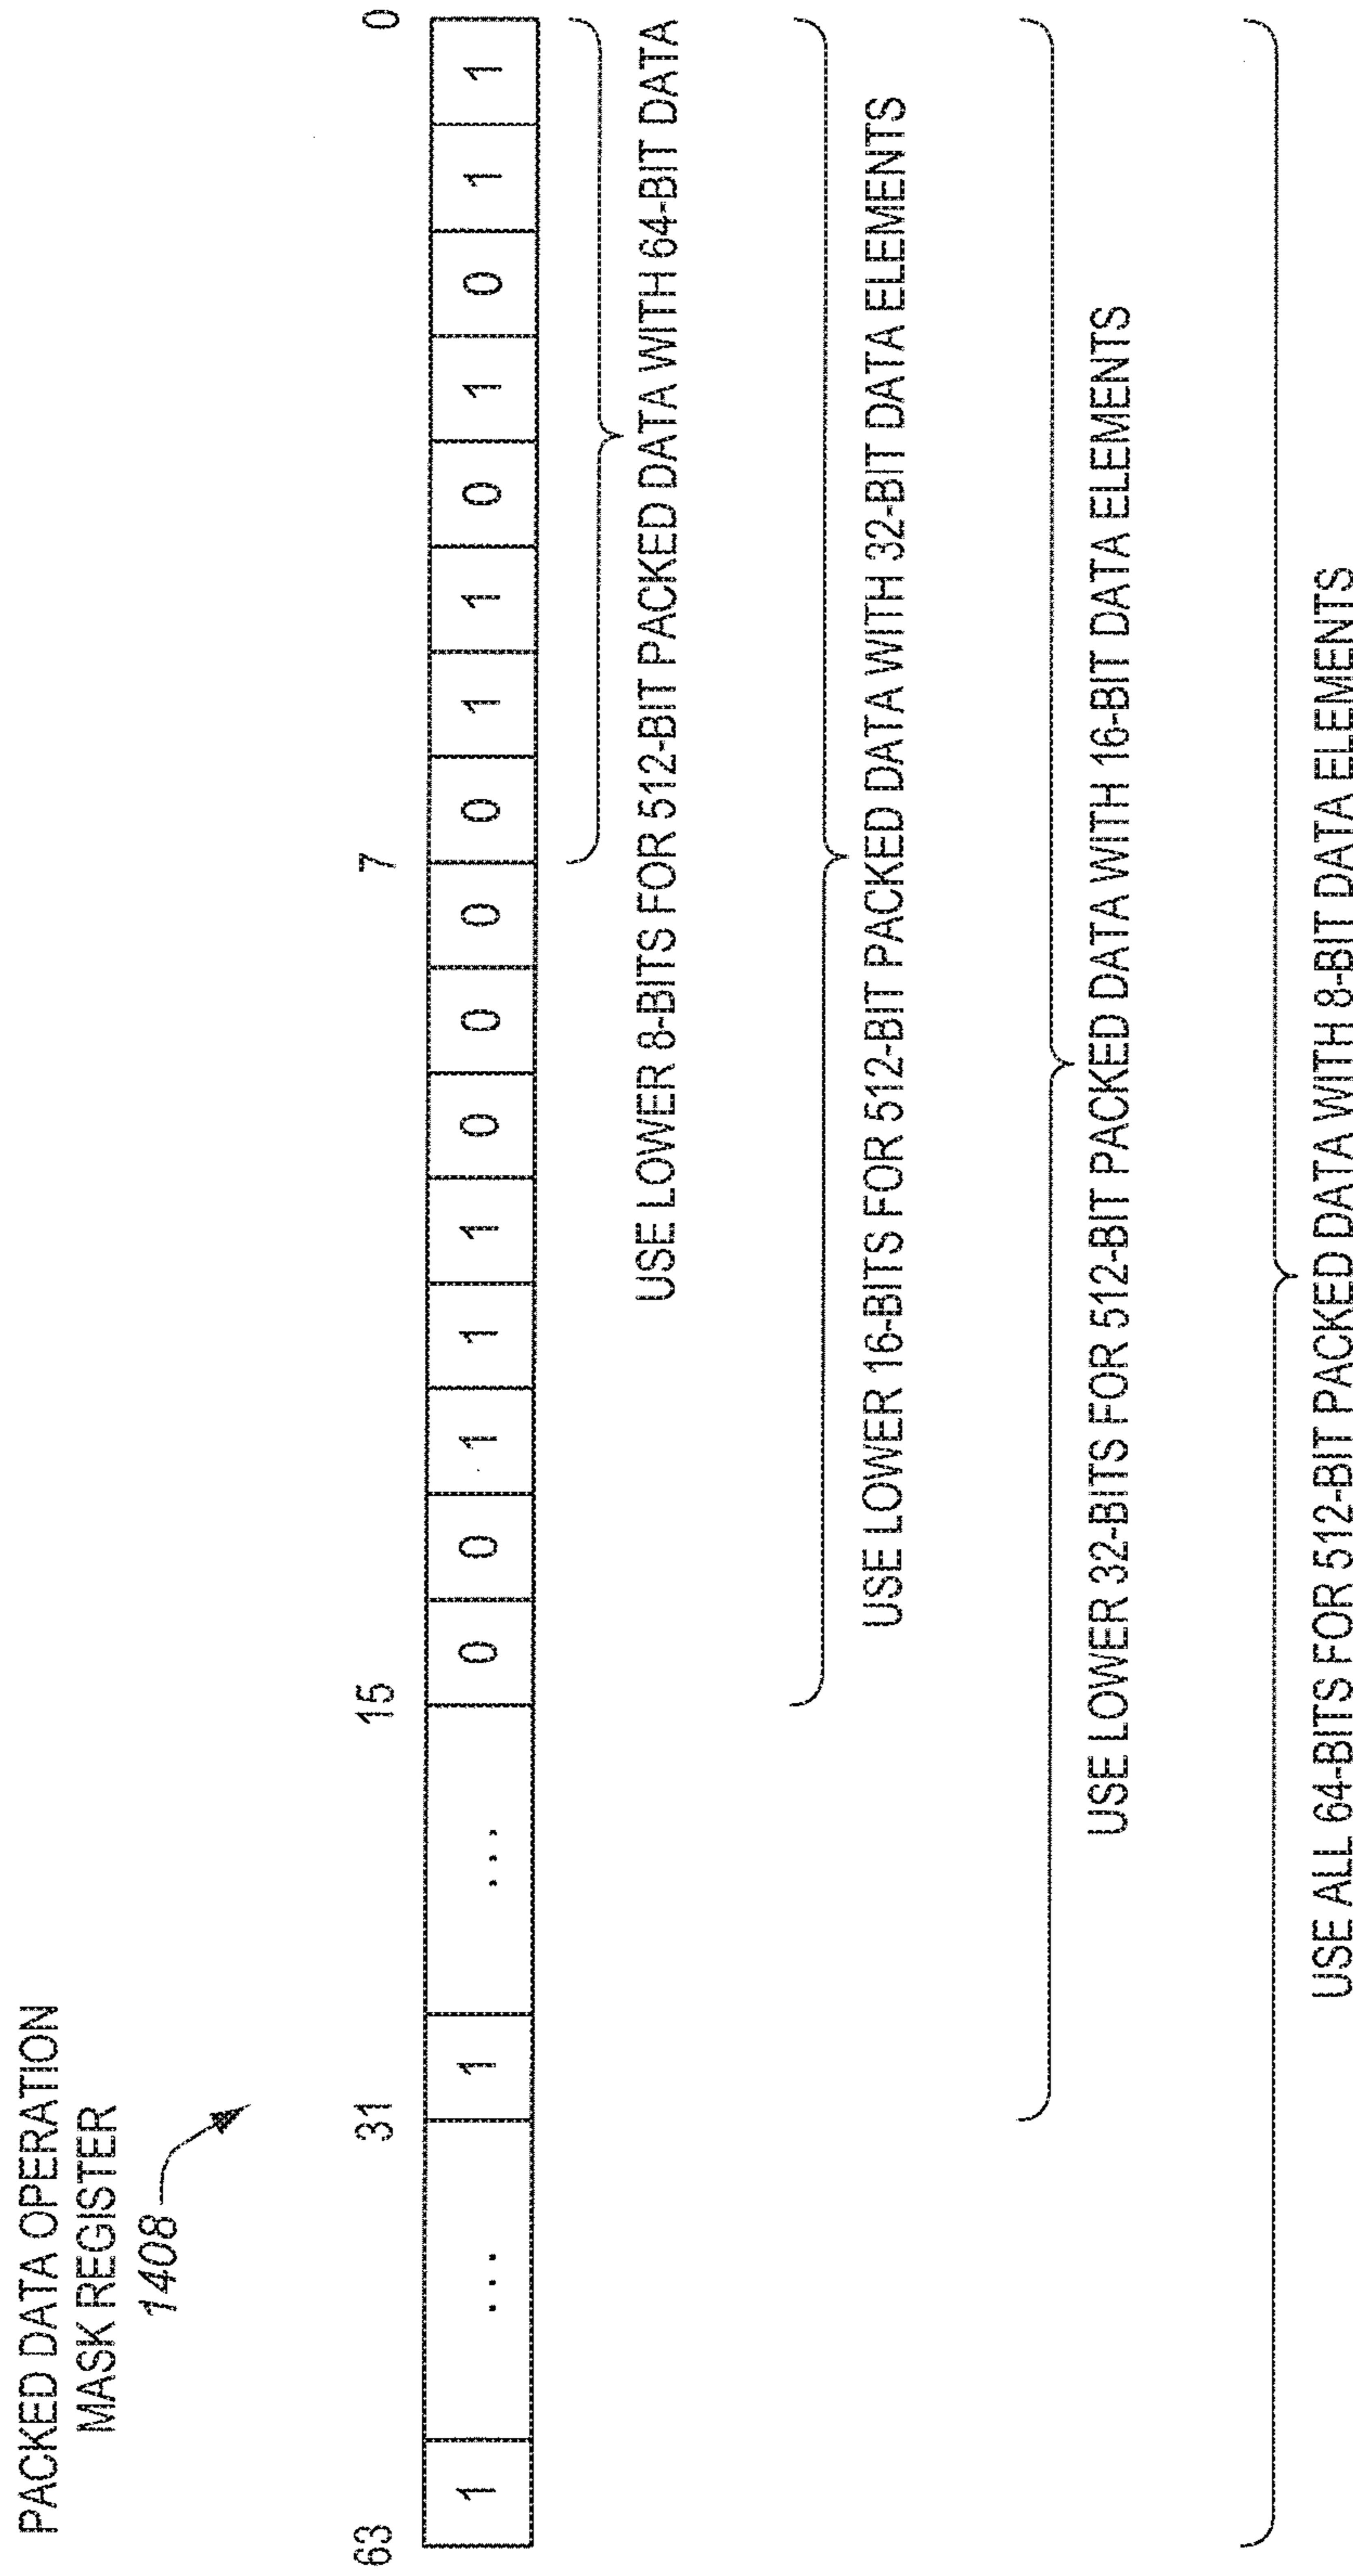 PACKED DATA OPERATION
MASK REGISTER
1408
63 31 15 7 0
1 ... 1 ... 0 0 1 1 1 0 0 0 0 1 1 0 1 0 1 1
USE LOWER 8-BITS FOR 512-BIT PACKED DATA WITH 64-BIT DATA
USE LOWER 16-BITS FOR 512-BIT PACKED DATA WITH 32-BIT DATA ELEMENTS
USE LOWER 32-BITS FOR 512-BIT PACKED DATA WITH 16-BIT DATA ELEMENTS
USE ALL 64-BITS FOR 512-BIT PACKED DATA WITH 8-BIT DATA ELEMENTS